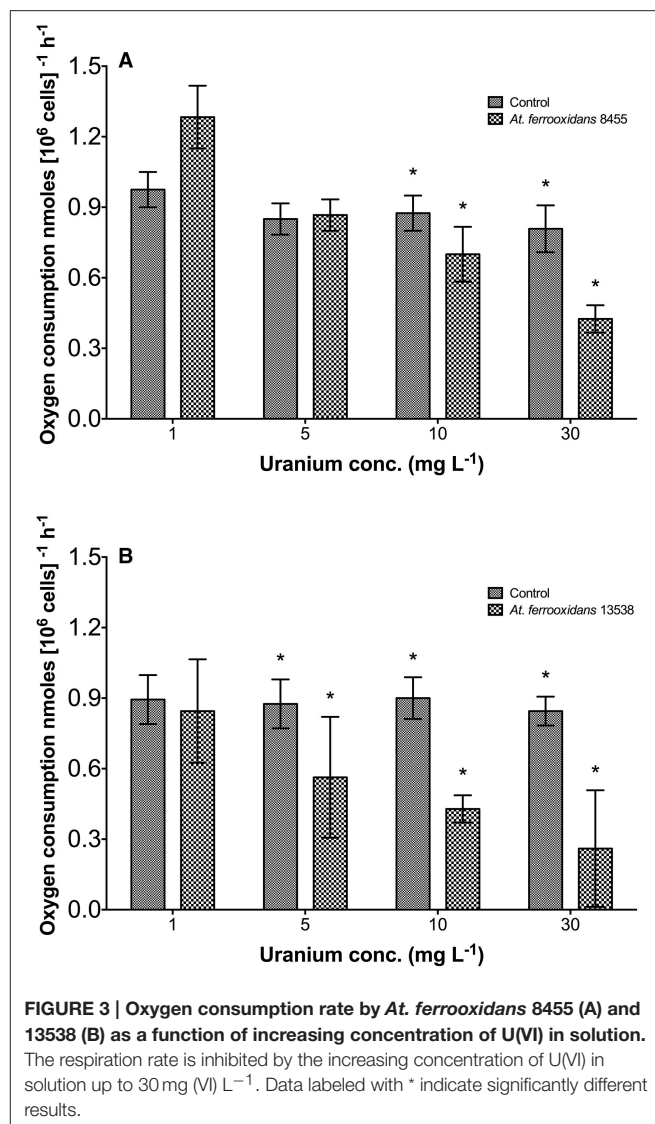 A
Oxygen consumption nmoles [10⁶ cells]⁻¹ h⁻¹
1.5
1.2
0.9
0.6
0.3
0.0
Control
At. ferrooxidans 8455
* * * *
1 5 10 30
Uranium conc. (mg L⁻¹)
B
Oxygen consumption nmoles [10⁶ cells]⁻¹ h⁻¹
1.5
1.2
0.9
0.6
0.3
0.0
Control
At. ferrooxidans 13538
* * * * * *
1 5 10 30
Uranium conc. (mg L⁻¹)
FIGURE 3 | Oxygen consumption rate by At. ferrooxidans 8455 (A) and
13538 (B) as a function of increasing concentration of U(VI) in solution.
The respiration rate is inhibited by the increasing concentration of U(VI) in
solution up to 30 mg (VI) L⁻¹. Data labeled with * indicate significantly different
results.